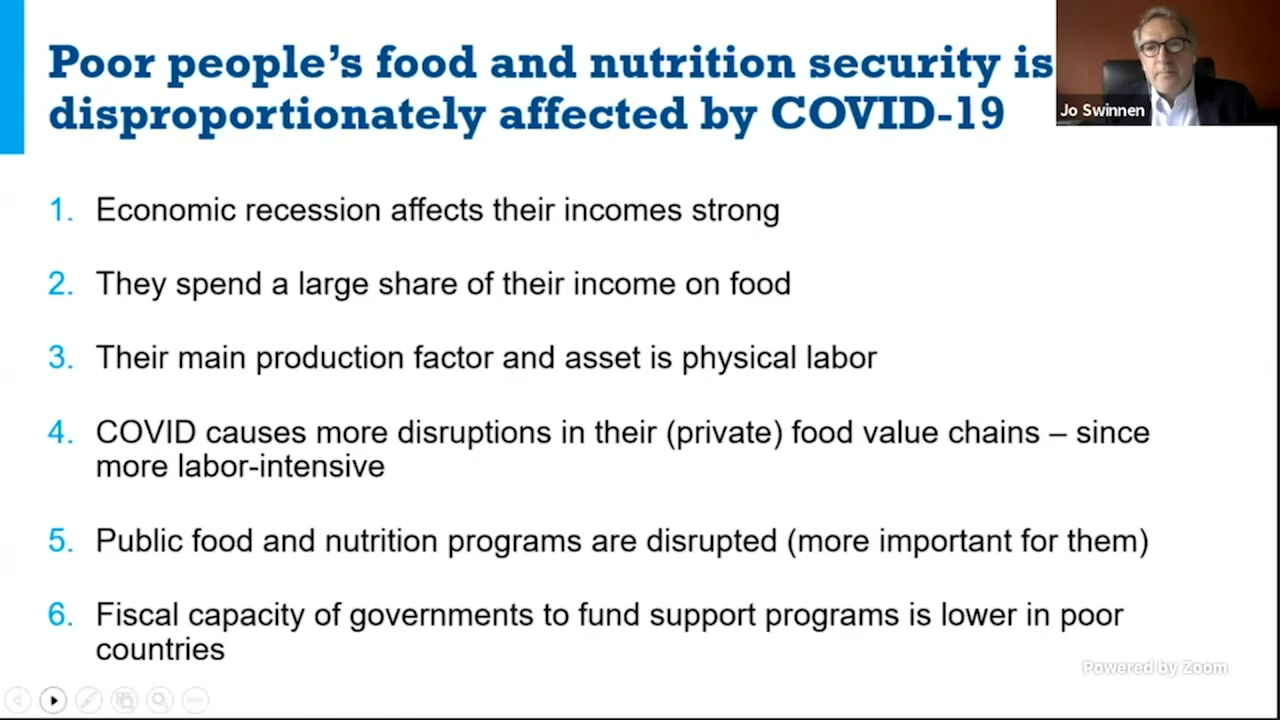 Poor people's food and nutrition security is
disproportionately affected by COVID-19
Jo Swinnen
1. Economic recession affects their incomes strong
2. They spend a large share of their income on food
3. Their main production factor and asset is physical labor
4. COVID causes more disruptions in their (private) food value chains – since
more labor-intensive
5. Public food and nutrition programs are disrupted (more important for them)
6. Fiscal capacity of governments to fund support programs is lower in poor
countries
Powered by Zoom